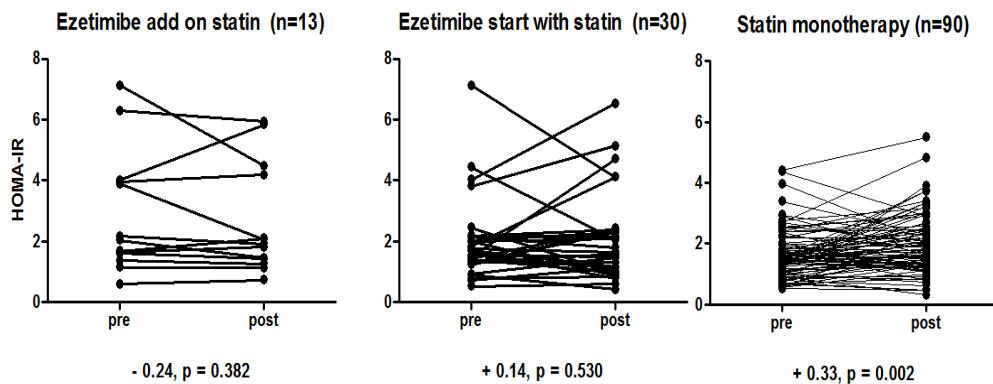 Ezetimibe add on statin (n=13)
Ezetimibe start with statin (n=30)
Statin monotherapy (n=90)
HOMA-IR
8
6
4
2
0
pre
post
8
6
4
2
0
pre
post
8
6
4
2
0
pre
post
- 0.24, p = 0.382
+ 0.14, p = 0.530
+ 0.33, p = 0.002